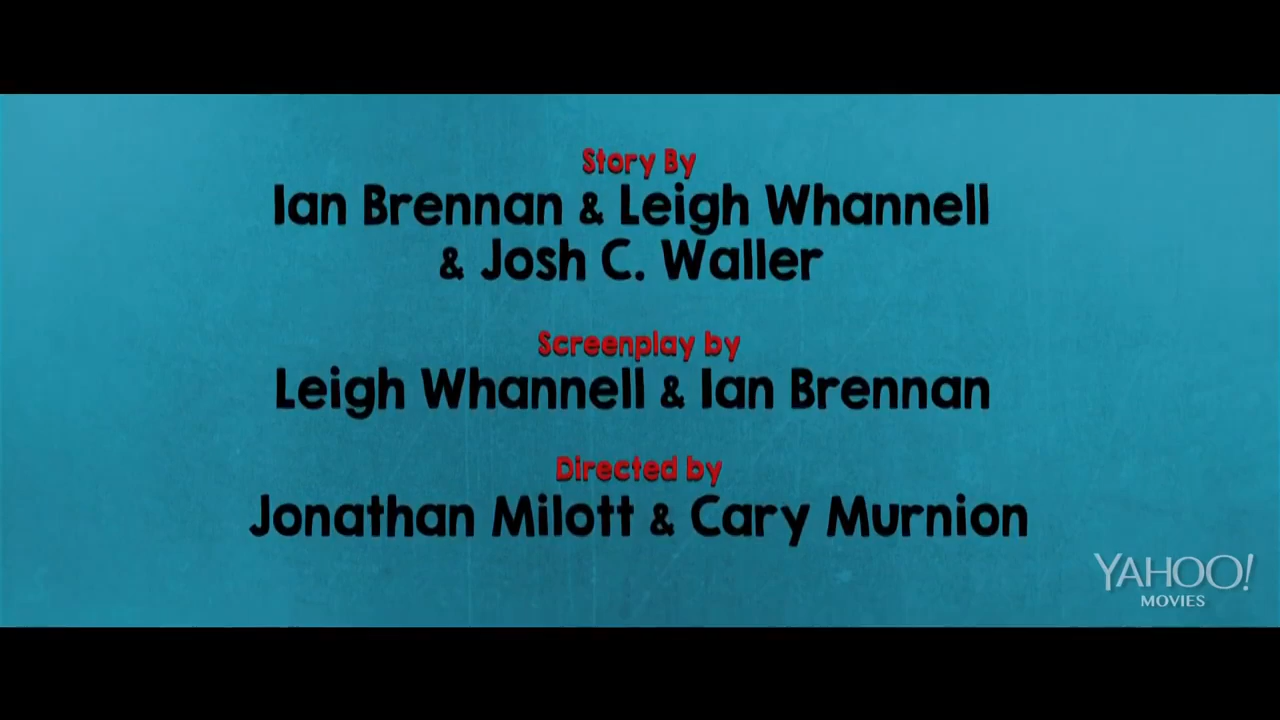 Story By
Ian Brennan & Leigh Whannell
& Josh C. Waller
Screenplay by
Leigh Whannell & Ian Brennan
Directed by
Jonathan Milott & Cary Murnion
YAHOO!
MOVIES